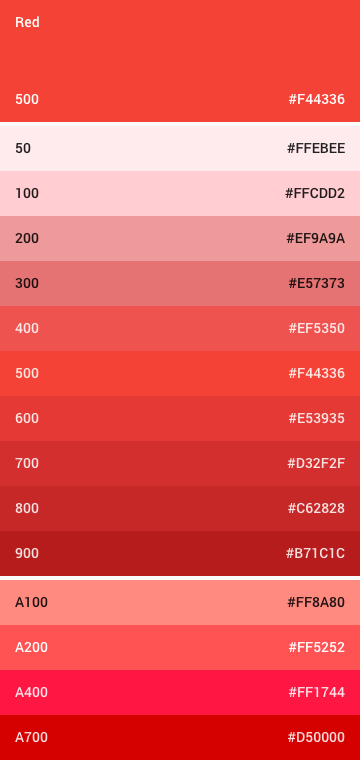 Red
500 #F44336
50 #FFEBEE
100 #FFCDD2
200 #EF9A9A
300 #E57373
400 #EF5350
500 #F44336
600 #E53935
700 #D32F2F
800 #C62828
900 #B71C1C
A100 #FF8A80
A200 #FF5252
A400 #FF1744
A700 #D50000